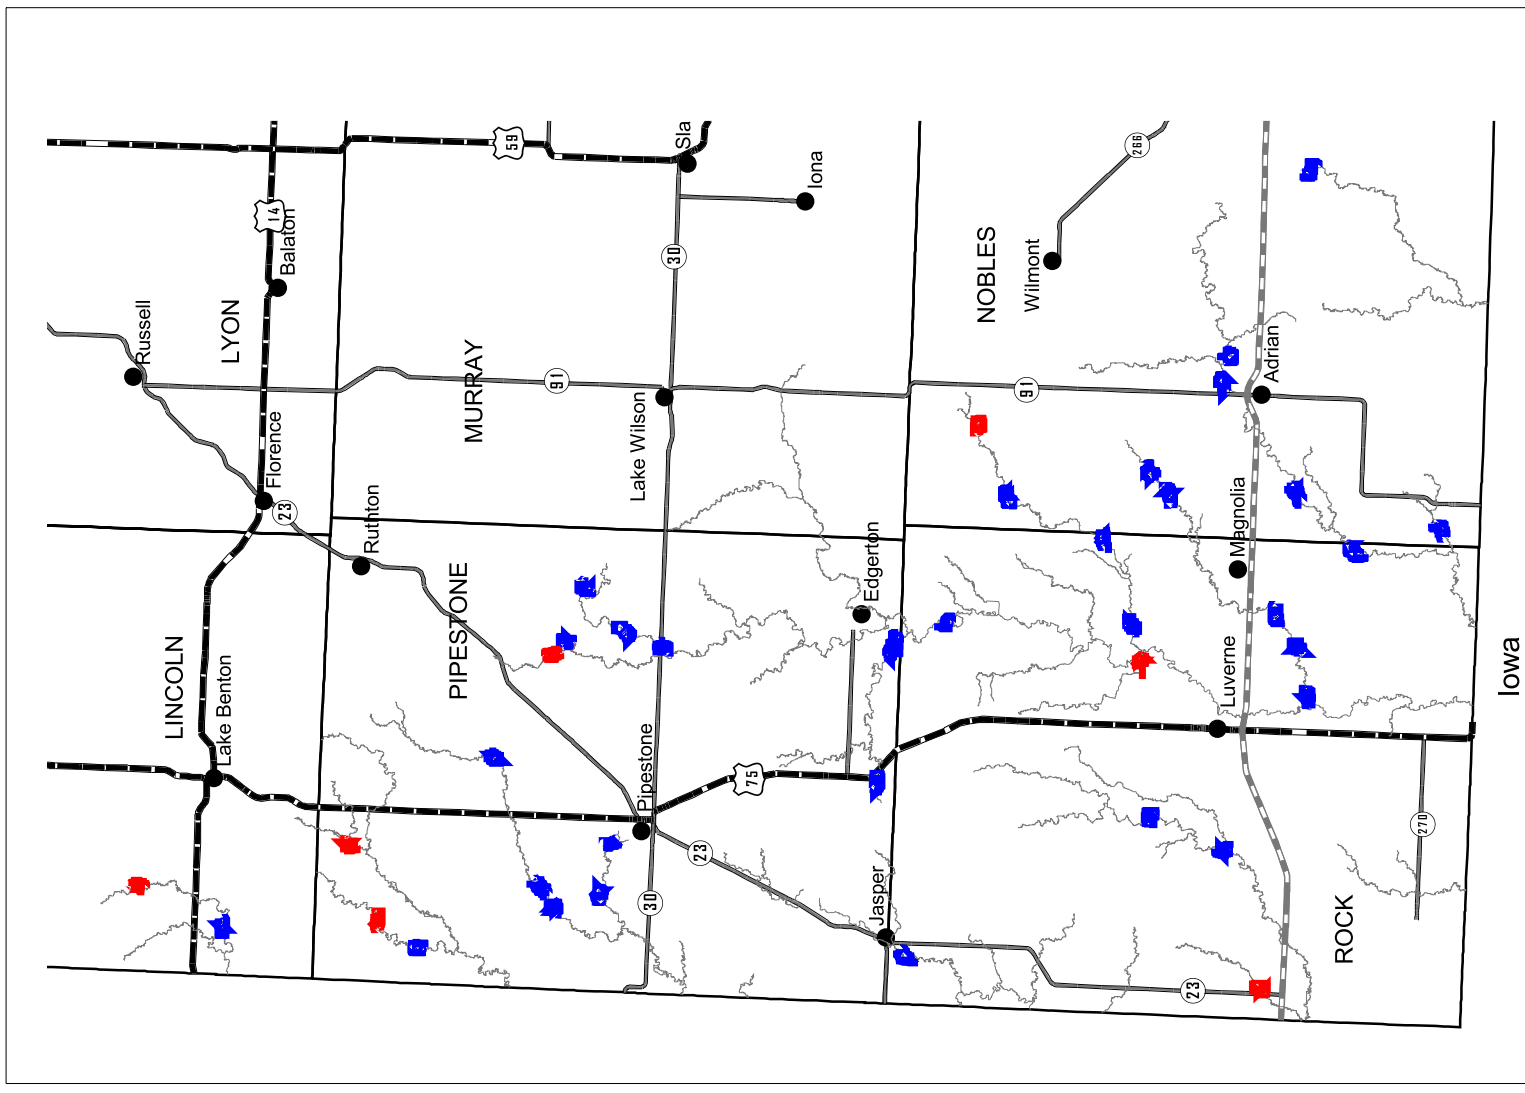 Russell
LYON
14
Balaton
Florence
23
Ruthton
LINCOLN
Lake Benton
59
Sla
Iona
30
91
MURRAY
Lake Wilson
PIPESTONE
Pipestone
75
23
30
Edgerton
Jasper
NOBLES
Wilmont
266
91
Adrian
Magnolia
Luverne
270
23
ROCK
Iowa